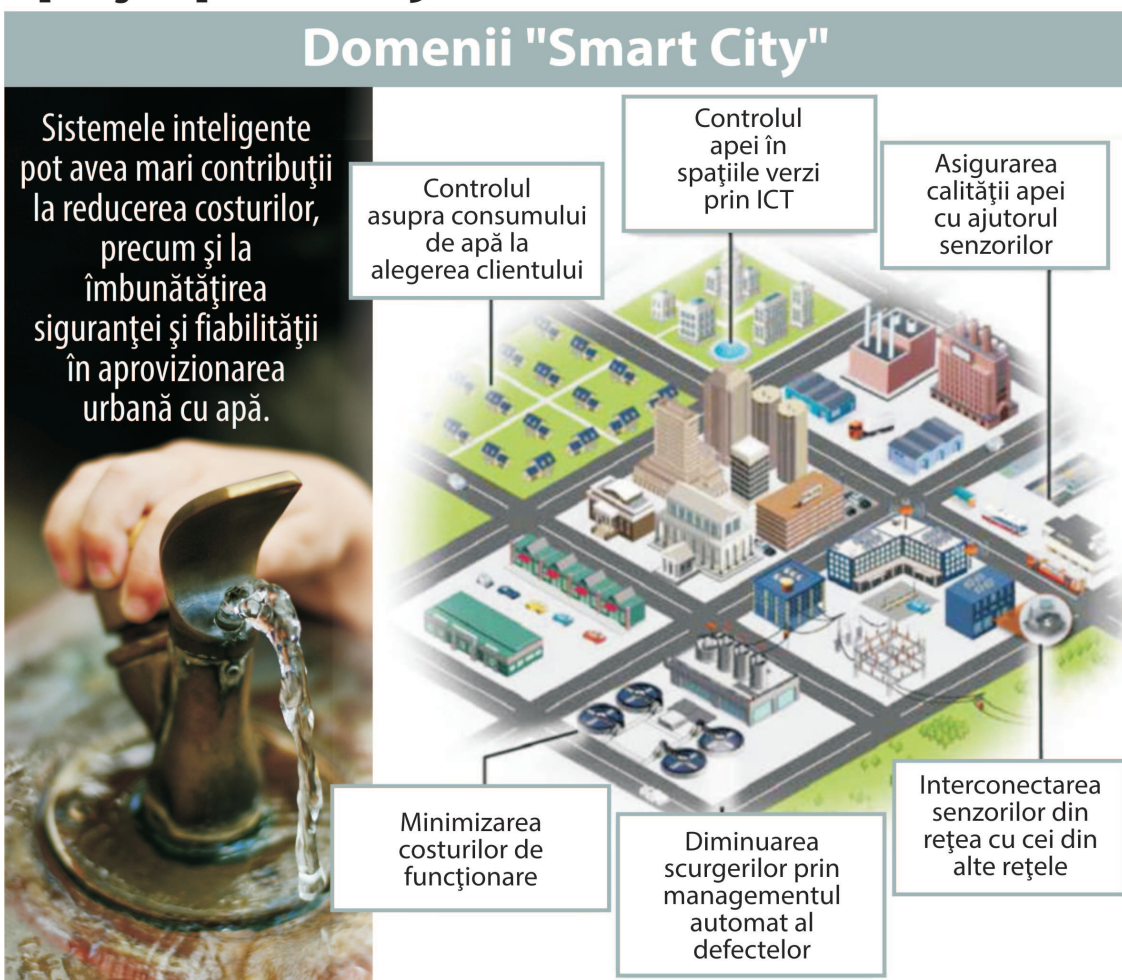 Domenii "Smart City"
Sistemele inteligente
pot avea mari contribuţii
la reducerea costurilor,
precum şi la
îmbunătăţirea
siguranţei şi fiabilităţii
în aprovizionarea
urbană cu apă.
Controlul
asupra consumului
de apă la
alegerea clientului
Controlul
apei în
spaţiile verzi
prin ICT
Asigurarea
calităţii apei
cu ajutorul
senzorilor
Minimizarea
costurilor de
funcţionare
Diminuarea
scurgerilor prin
managementul
automat al
defectelor
Interconectarea
senzorilor din
reţea cu cei din
alte reţele